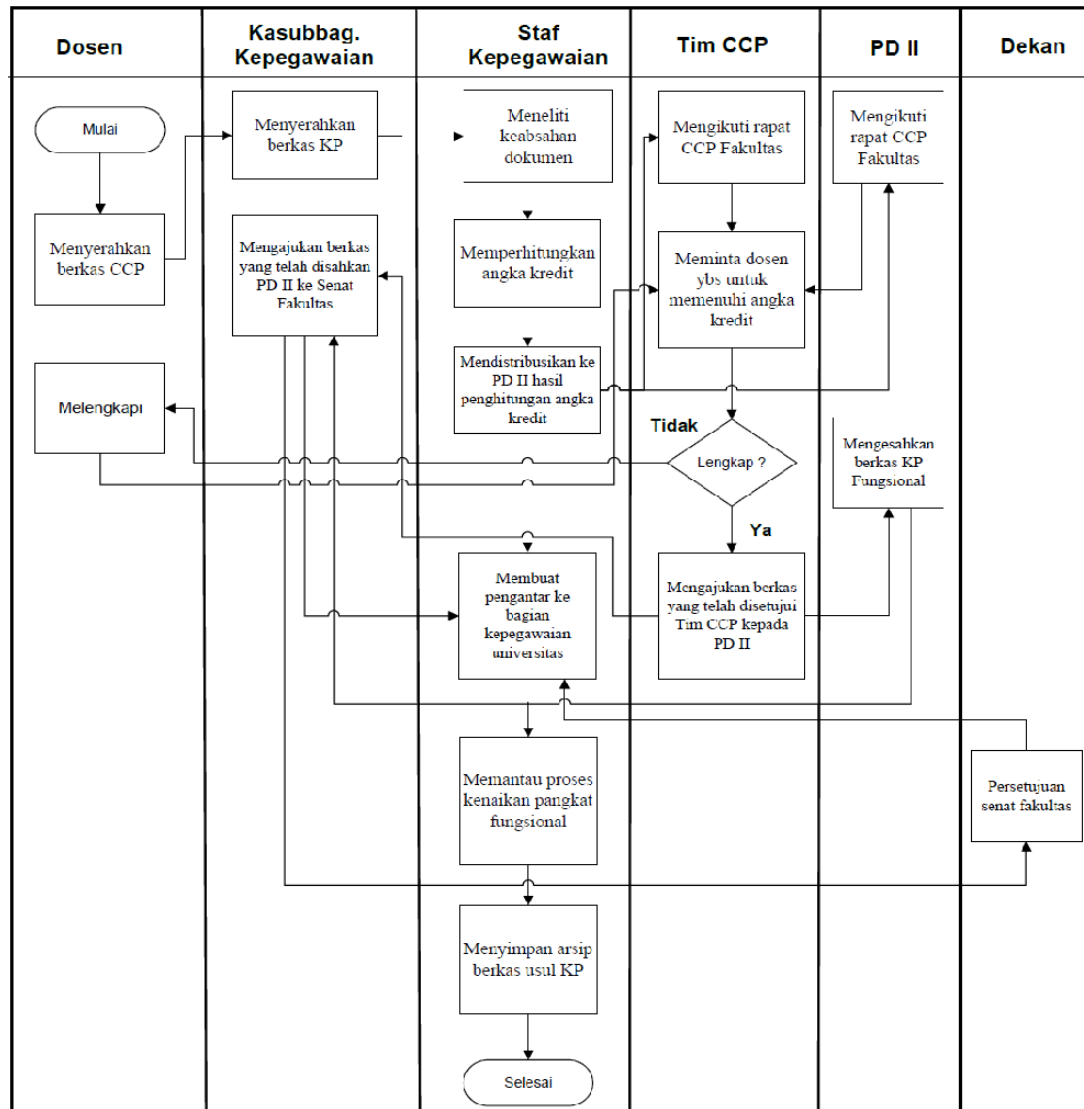 Dosen
Kasubbag.
Kepegawaian
Staf
Kepegawaian
Tim CCP
PD II
Dekan
Mulai
Menyerahkan
berkas CCP
Melengkapi
Menyerahkan
berkas KP
Mengajukan berkas
yang telah disahkan
PD II ke Senat
Fakultas
Meneliti
keabsahan
dokumen
Memperhitungkan
angka kredit
Mendistribusikan ke
PD II hasil
penghitungan angka
kredit
Membuat
pengantar ke
bagian
kepegawaian
universitas
Memantau proses
kenaikan pangkat
fungsional
Menyimpan arsip
berkas usul KP
Selesai
Mengikuti rapat
CCP Fakultas
Meminta dosen
ybs untuk
memenuhi angka
kredit
Tidak
Lengkap ?
Ya
Mengajukan berkas
yang telah disetujui
Tim CCP kepada
PD II
Mengikuti
rapat CCP
Fakultas
Mengesahkan
berkas KP
Fungsional
Persetujuan
senat fakultas